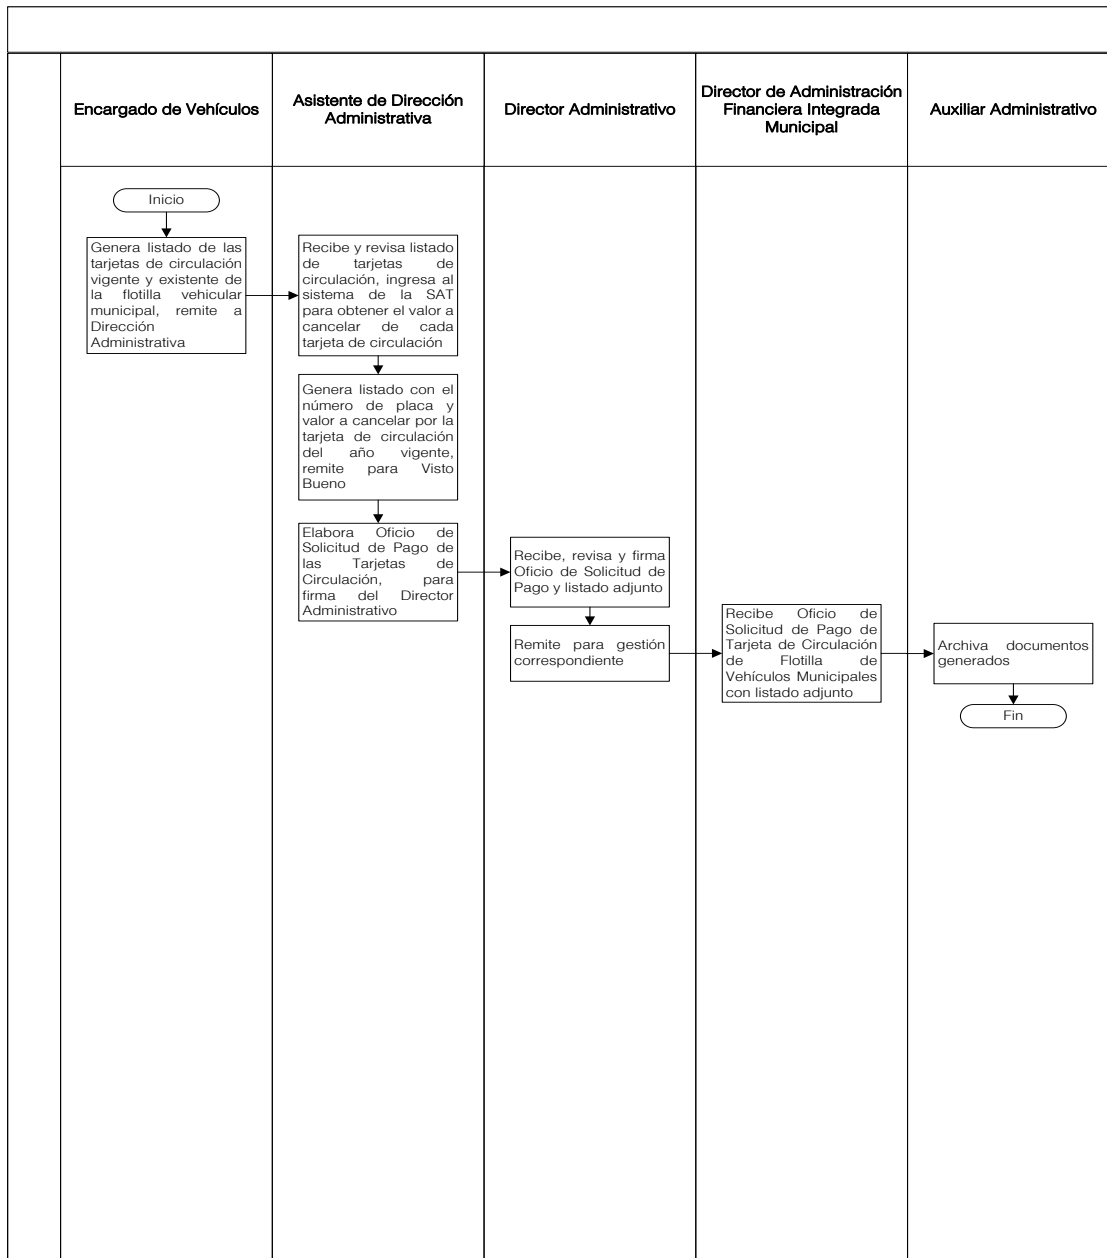 Encargado de Vehículos
Asistente de Dirección
Administrativa
Director Administrativo
Director de Administración
Financiera Integrada
Municipal
Auxiliar Administrativo
Inicio
Genera listado de las
tarjetas de circulación
vigente y existente de
la flotilla vehicular
municipal, remite a
Dirección
Administrativa
Recibe y revisa listado
de tarjetas de
circulación, ingresa al
sistema de la SAT
para obtener el valor a
cancelar de cada
tarjeta de circulación
Genera listado con el
número de placa y
valor a cancelar por la
tarjeta de circulación
del año vigente,
remite para Visto
Bueno
Elabora Oficio de
Solicitud de Pago de
las Tarjetas de
Circulación, para
firma del Director
Administrativo
Recibe, revisa y firma
Oficio de Solicitud de
Pago y listado adjunto
Remite para gestión
correspondiente
Recibe Oficio de
Solicitud de Pago de
Tarjeta de Circulación
de Flotilla de
Vehículos Municipales
con listado adjunto
Archiva documentos
generados
Fin